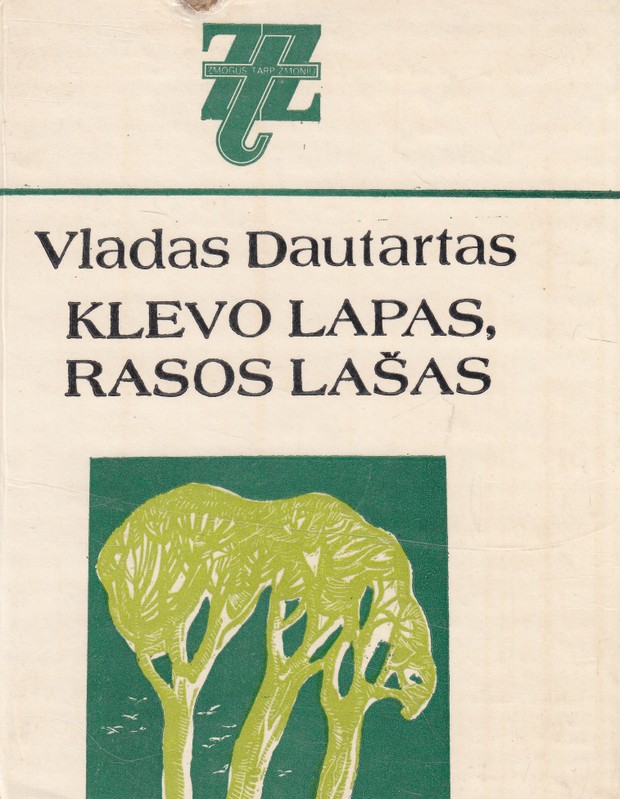 ŽMOGUS TARP ŽMONIŲ
Vladas Dautartas
KLEVO LAPAS,
RASOS LAŠAS